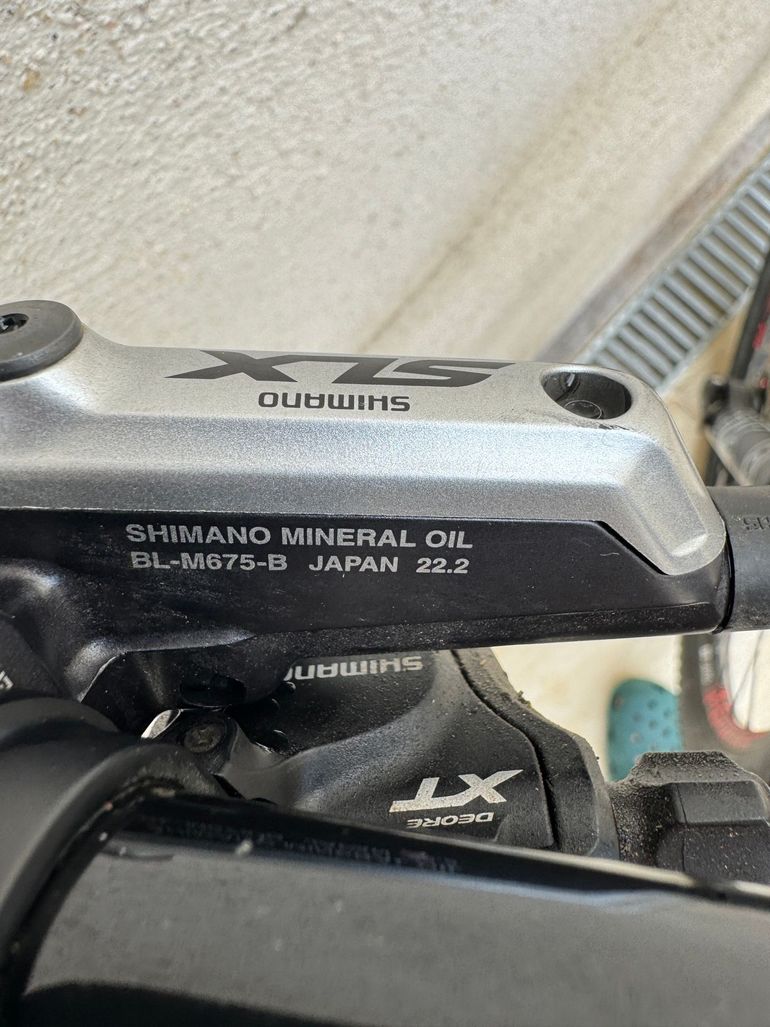 SLX
SHIMANO
SHIMANO MINERAL OIL
BL-M675-B JAPAN 22.2
SHIMANO
XT
DEORE